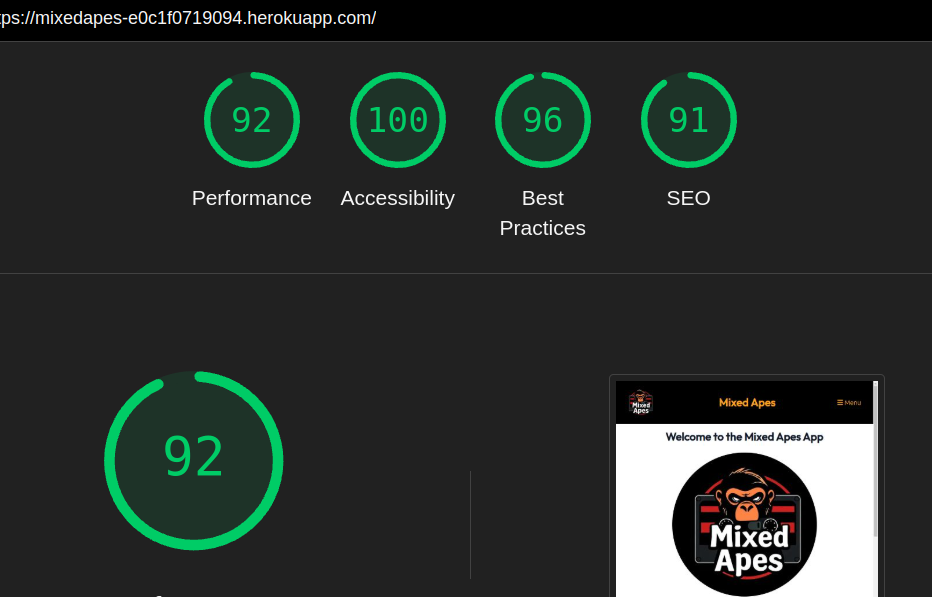 tps://mixedapes-e0c1f0719094.herokuapp.com/
92
100
96
91
Performance
Accessibility
Best
Practices
SEO
92
Mixed
Apes
Mixed Apes
☰ Menu
Welcome to the Mixed Apes App
Mixed
Apes